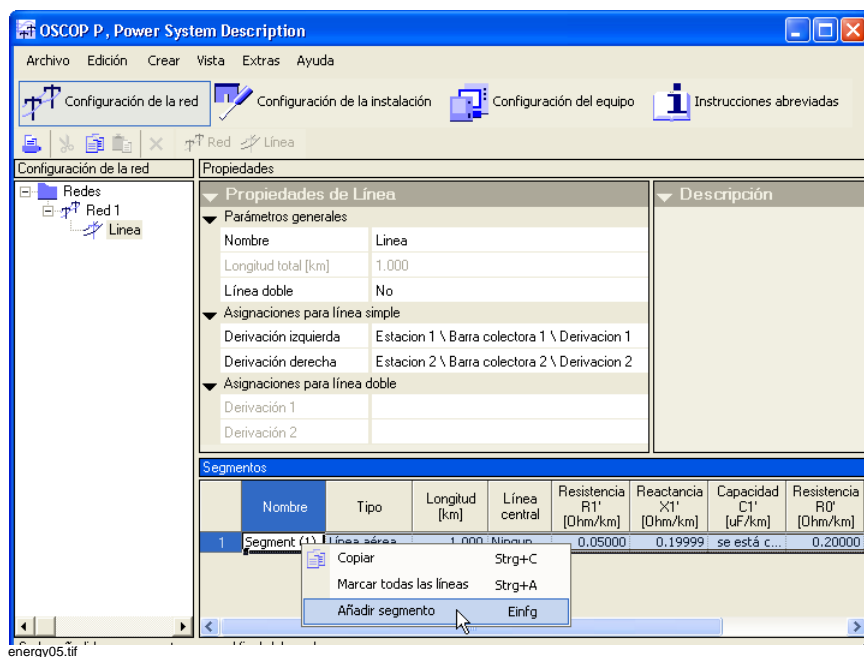 OSCOP P, Power System Description
Archivo Edición Crear Vista Extras Ayuda
Configuración de la red Configuración de la instalación Configuración del equipo Instrucciones abreviadas
Red Línea
Configuración de la red
Redes
Red 1
Linea
Propiedades
Propiedades de Línea
Parámetros generales
Nombre Linea
Longitud total [km] 1.000
Línea doble No
Asignaciones para línea simple
Derivación izquierda Estacion 1 \ Barra colectora 1 \ Derivacion 1
Derivación derecha Estacion 2 \ Barra colectora 2 \ Derivacion 2
Asignaciones para línea doble
Derivación 1
Derivación 2
Descripción
Segmentos
Nombre Tipo Longitud [km] Línea central Resistencia R1' [Ohm/km] Reactancia X1' [Ohm/km] Capacidad C1' [uF/km] Resistencia R0' [Ohm/km]
1 Segment (1) Línea aérea 1.000 Ningun 0.05000 0.19999 se está c... 0.20000
Copiar Strg+C
Marcar todas las líneas Strg+A
Añadir segmento Einfg
energy05.tif